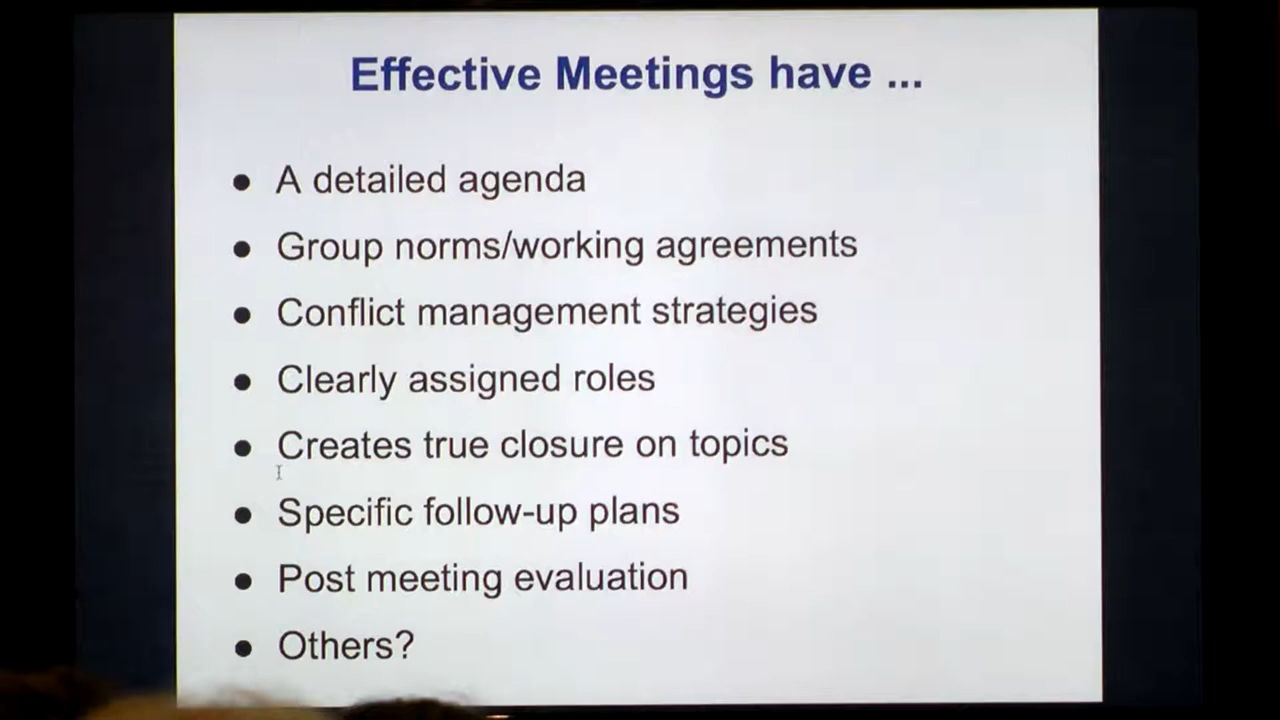 Effective Meetings have ...
● A detailed agenda
● Group norms/working agreements
● Conflict management strategies
● Clearly assigned roles
● Creates true closure on topics
● Specific follow-up plans
● Post meeting evaluation
● Others?